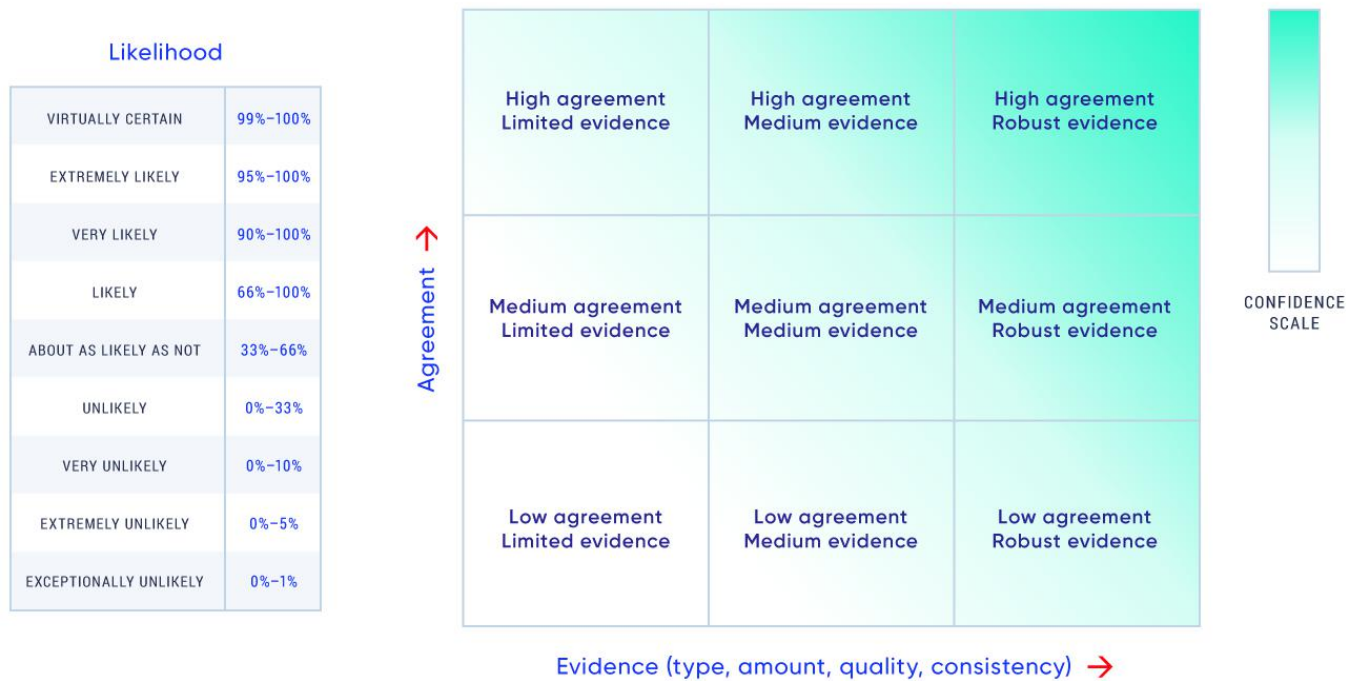 Likelihood
VIRTUALLY CERTAIN 99%–100%
EXTREMELY LIKELY 95%–100%
VERY LIKELY 90%–100%
LIKELY 66%–100%
ABOUT AS LIKELY AS NOT 33%–66%
UNLIKELY 0%–33%
VERY UNLIKELY 0%–10%
EXTREMELY UNLIKELY 0%–5%
EXCEPTIONALLY UNLIKELY 0%–1%
Agreement →
High agreement
Limited evidence
High agreement
Medium evidence
High agreement
Robust evidence
Medium agreement
Limited evidence
Medium agreement
Medium evidence
Medium agreement
Robust evidence
Low agreement
Limited evidence
Low agreement
Medium evidence
Low agreement
Robust evidence
Evidence (type, amount, quality, consistency) →
CONFIDENCE
SCALE